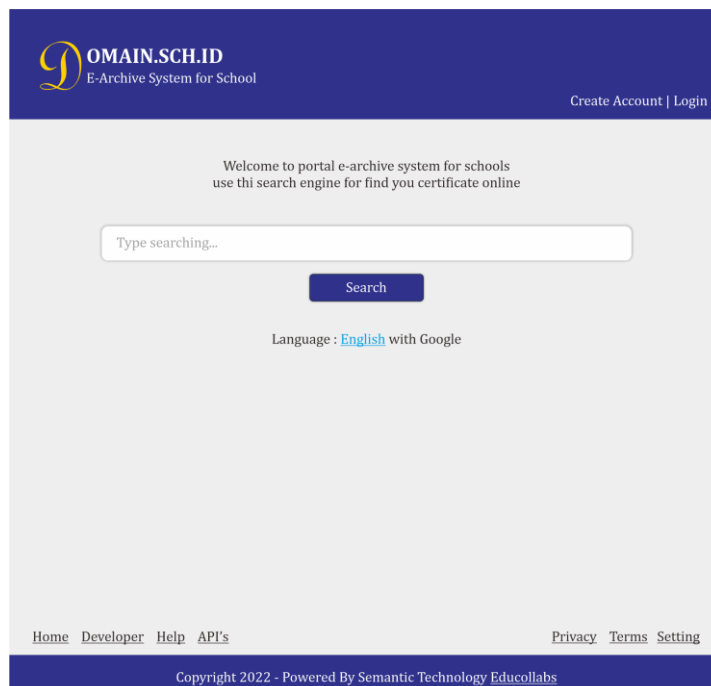 DOMAIN.SCH.ID
E-Archive System for School
Create Account | Login
Welcome to portal e-archive system for schools
use thi search engine for find you certificate online
Type searching...
Search
Language : English with Google
Home Developer Help API's Privacy Terms Setting
Copyright 2022 - Powered By Semantic Technology Educollabs